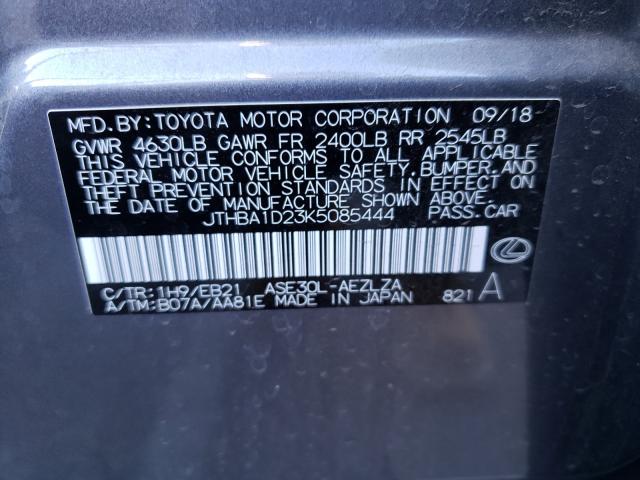 MFD. BY: TOYOTA MOTOR CORPORATION 09/18
GVWR 4630LB GAWR FR 2400LB RR 2545LB
THIS VEHICLE CONFORMS TO ALL APPLICABLE
FEDERAL MOTOR VEHICLE SAFETY, BUMPER, AND
THEFT PREVENTION STANDARDS IN EFFECT ON
THE DATE OF MANUFACTURE SHOWN ABOVE.
JTHBA1D23K5085444 PASS. CAR
C/TR: 1H9/EB21 ASE30L-AEZLZA
A/TM: B07A/AA81E MADE IN JAPAN 821 A